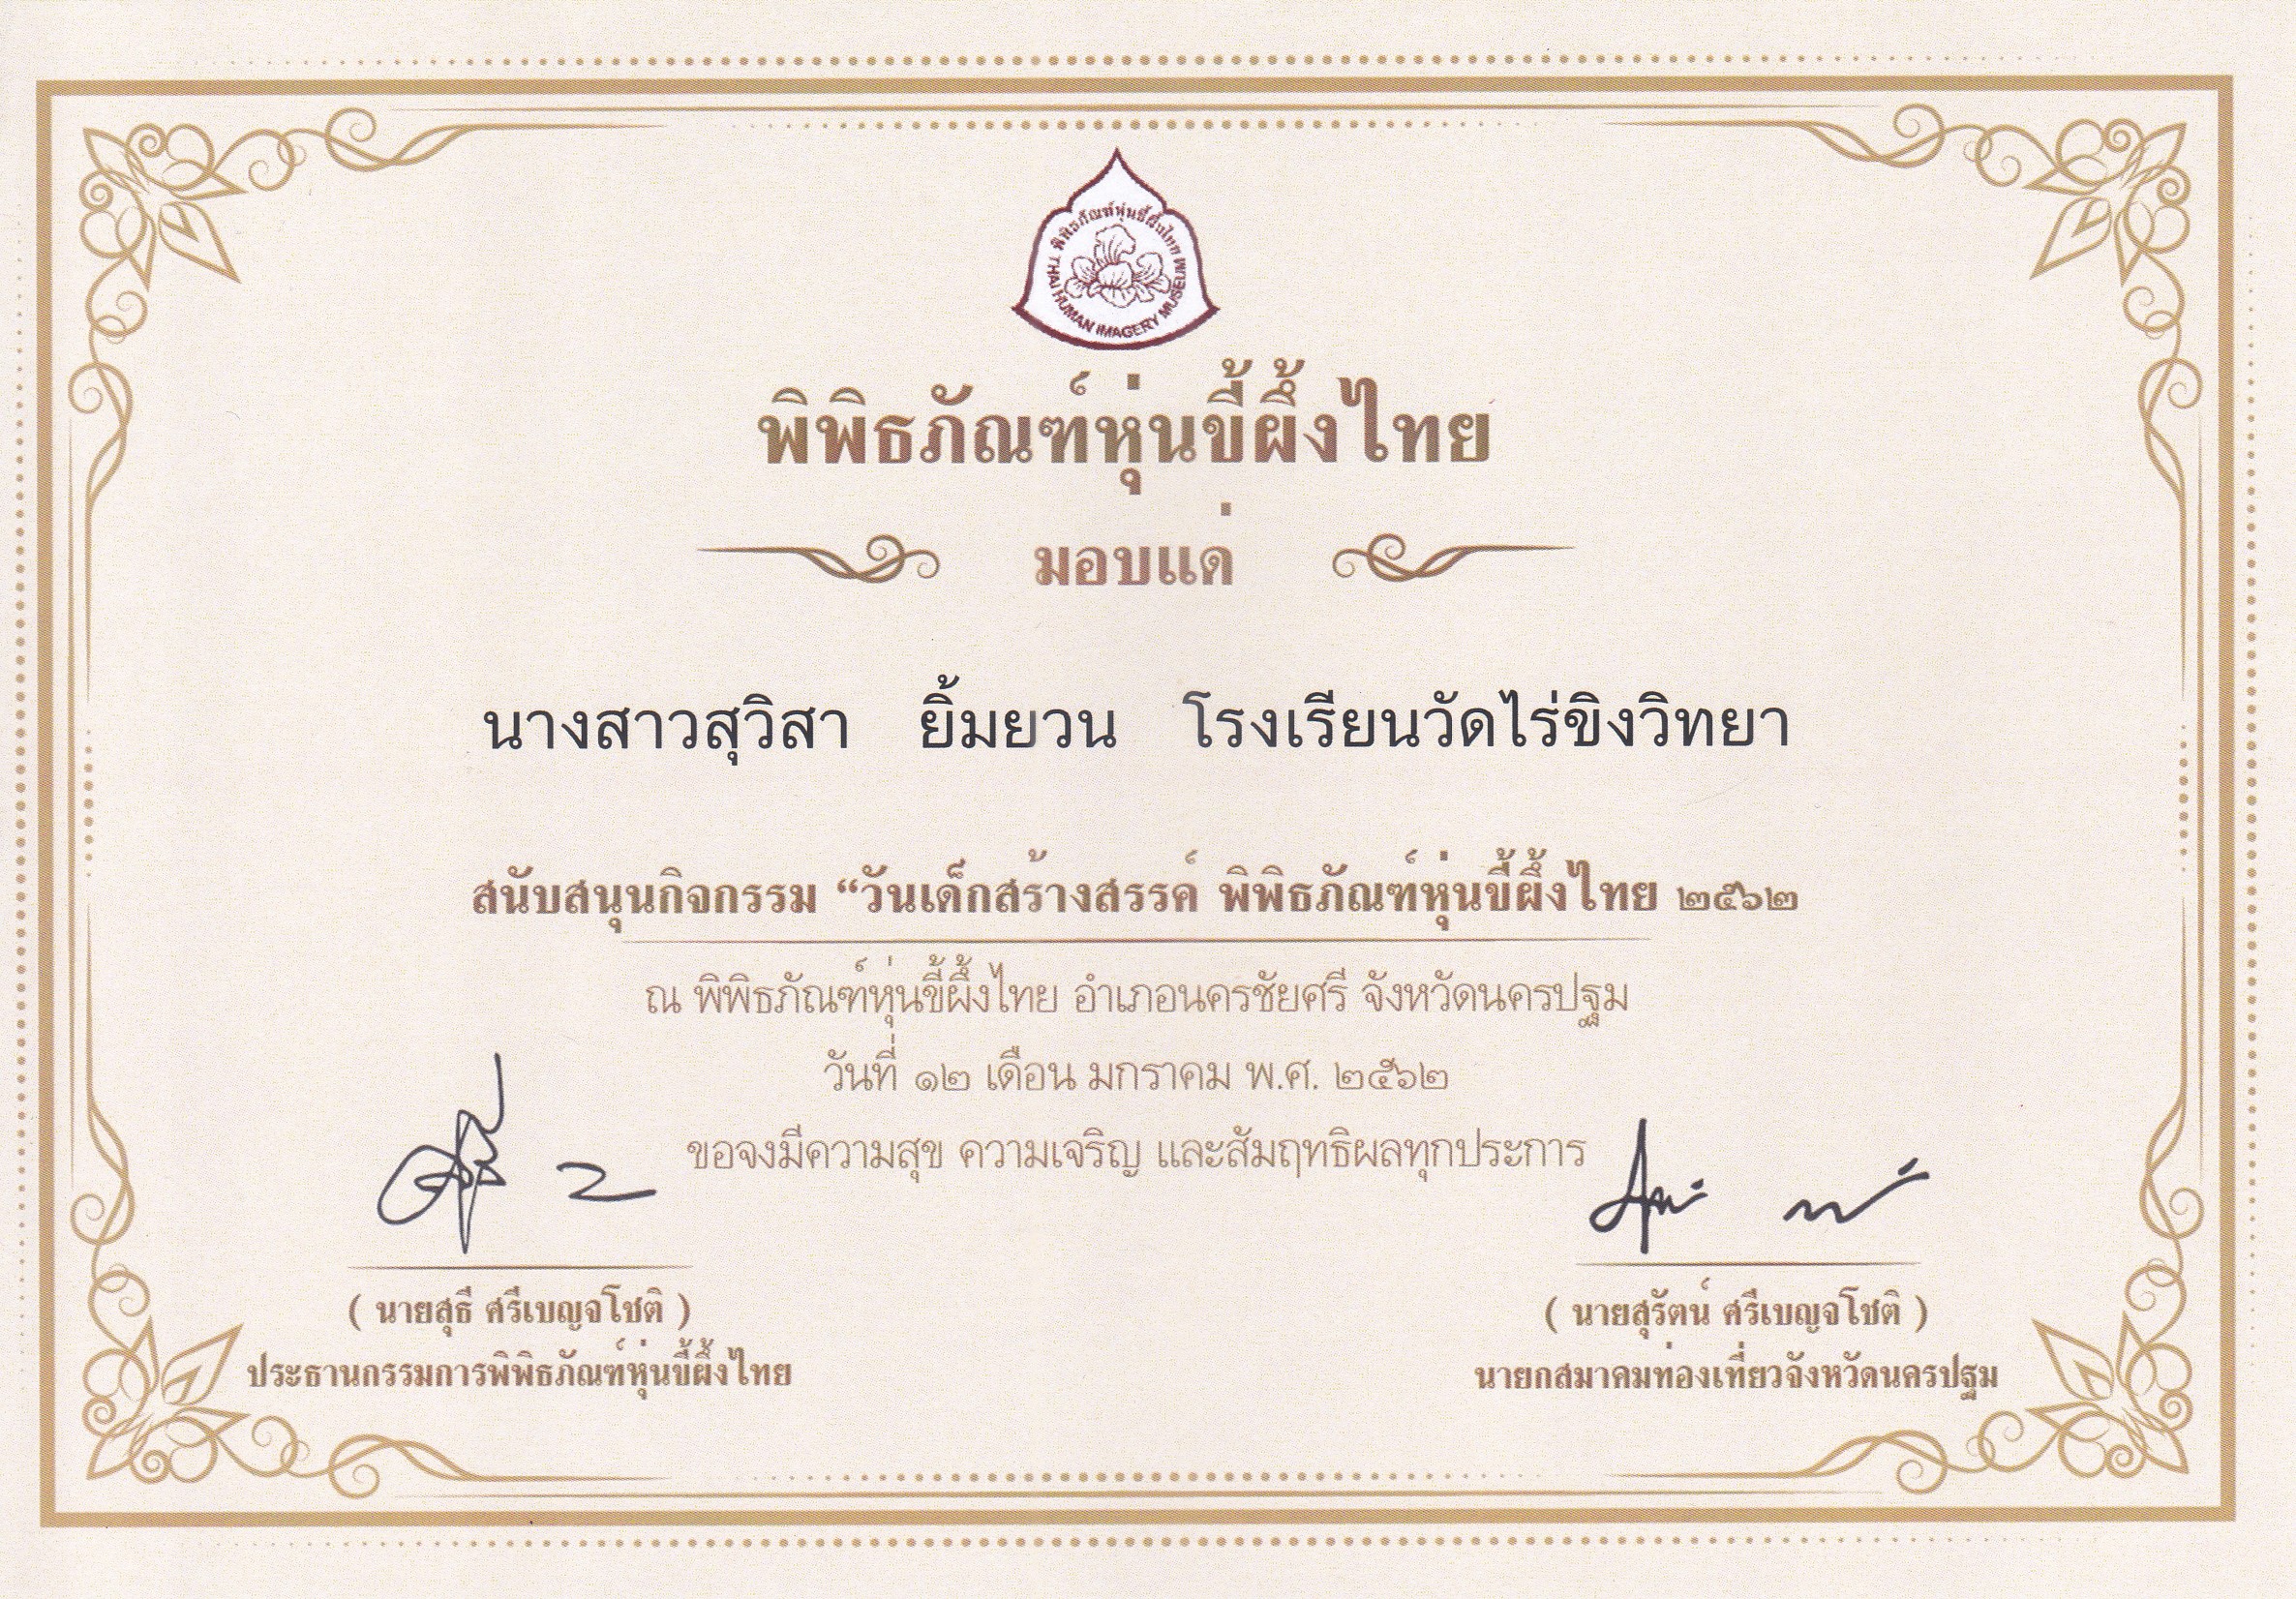 พิพิธภัณฑ์หุ่นขี้ผึ้งไทย
THAI HUMAN IMAGERY MUSEUM
พิพิธภัณฑ์หุ่นขี้ผึ้งไทย
มอบแด่
นางสาวสุวิสา ยิ้มยวน โรงเรียนวัดไร่ขิงวิทยา
สนับสนุนกิจกรรม “วันเด็กสร้างสรรค์ พิพิธภัณฑ์หุ่นขี้ผึ้งไทย ๒๕๖๒
ณ พิพิธภัณฑ์หุ่นขี้ผึ้งไทย อำเภอนครชัยศรี จังหวัดนครปฐม
วันที่ ๑๒ เดือน มกราคม พ.ศ. ๒๕๖๒
ขอจงมีความสุข ความเจริญ และสัมฤทธิผลทุกประการ
( นายสุธี ศรีเบญจโชติ )
ประธานกรรมการพิพิธภัณฑ์หุ่นขี้ผึ้งไทย
( นายสุรัตน์ ศรีเบญจโชติ )
นายกสมาคมท่องเที่ยวจังหวัดนครปฐม